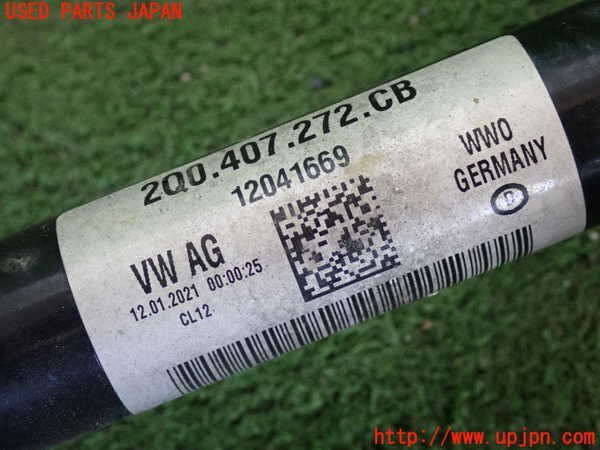 USED PARTS JAPAN
2Q0.407.272.CB
12041669
VW AG
12.01.2021 00:00:25
CL12
WWO
GERMANY
D
http://www.upjpn.com/